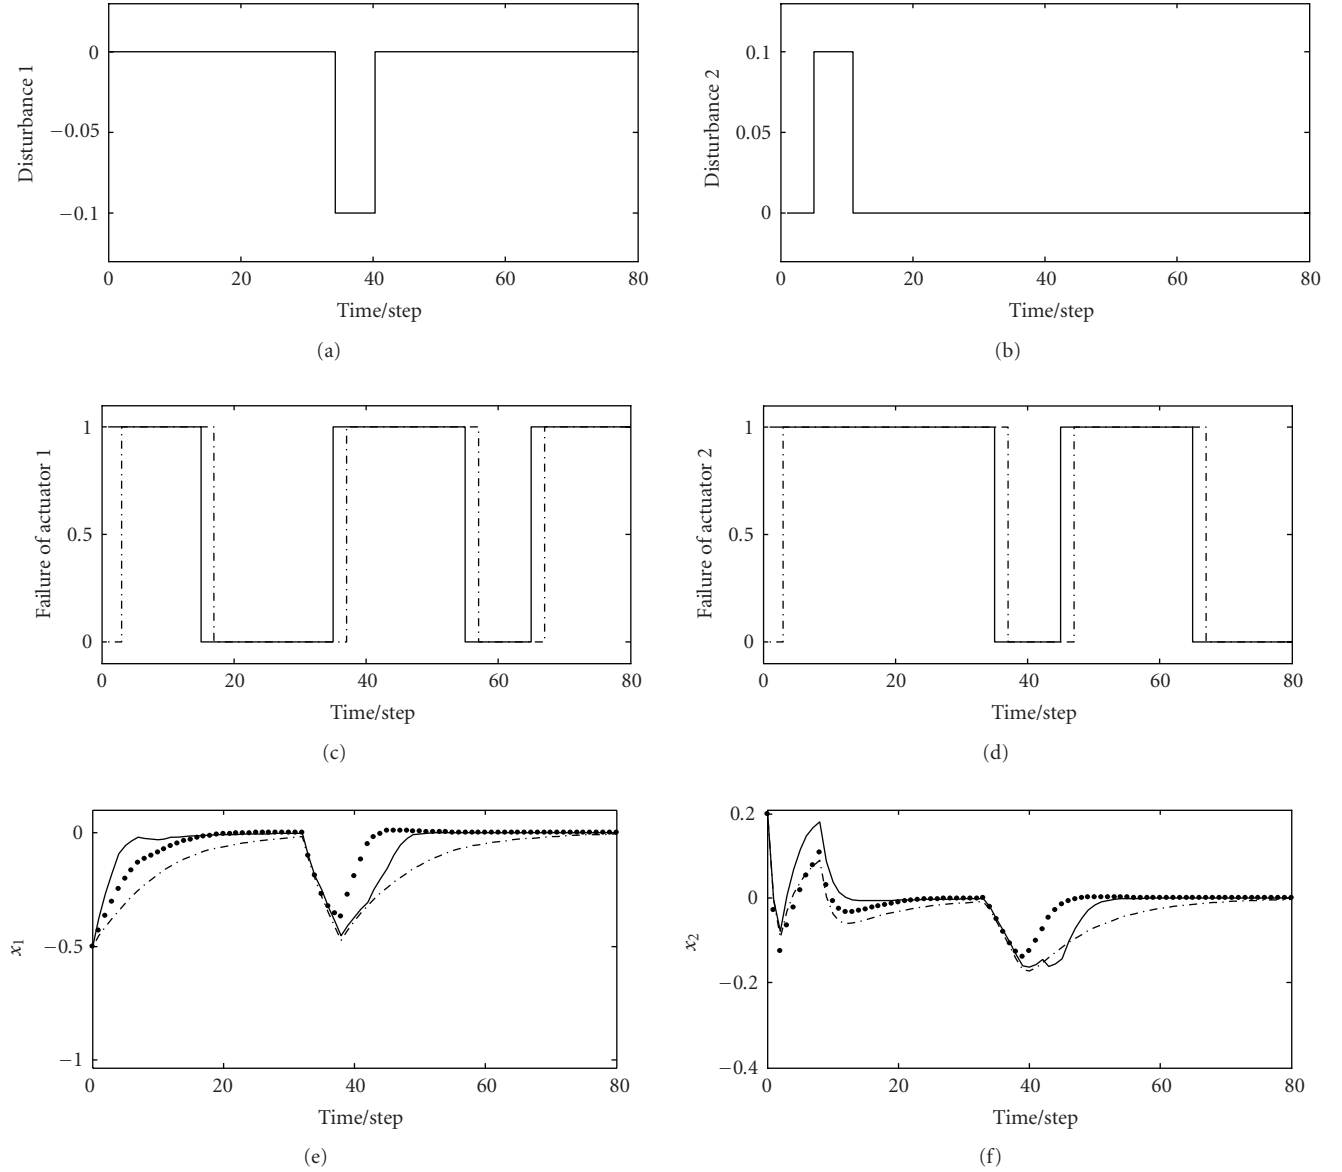 0
−0.05
−0.1
Disturbance 1
0 20 40 60 80
Time/step
(a)
0.1
0.05
0
Disturbance 2
0 20 40 60 80
Time/step
(b)
1
0.5
0
Failure of actuator 1
0 20 40 60 80
Time/step
(c)
1
0.5
0
Failure of actuator 2
0 20 40 60 80
Time/step
(d)
0
−0.5
−1
x1
0 20 40 60 80
Time/step
(e)
0.2
0
−0.2
−0.4
x2
0 20 40 60 80
Time/step
(f)